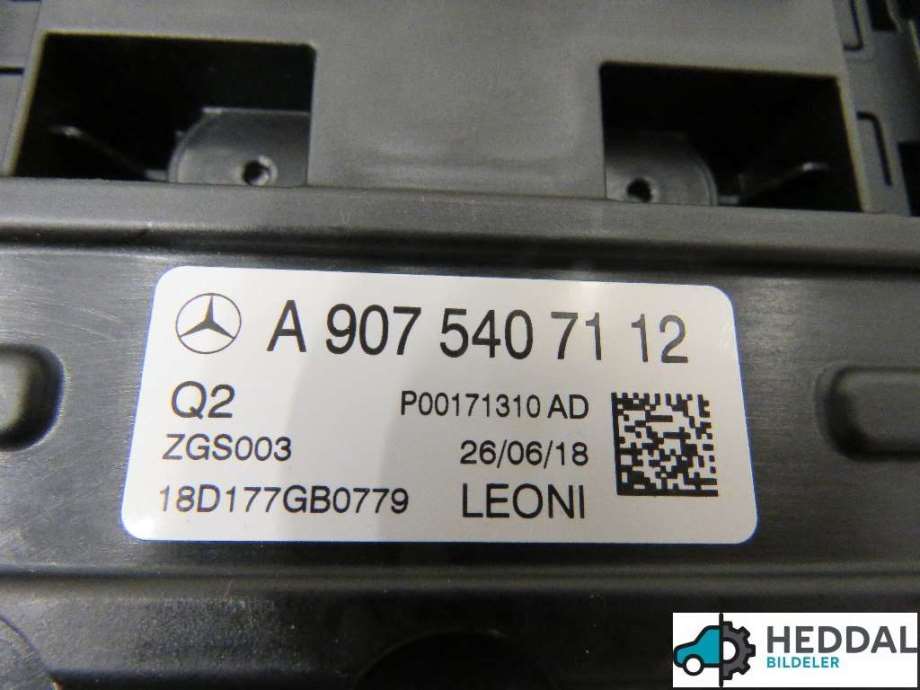 A 907 540 71 12
Q2
P00171310 AD
ZGS003
26/06/18
18D177GB0779
LEONI
HEDDAL
BILDELER